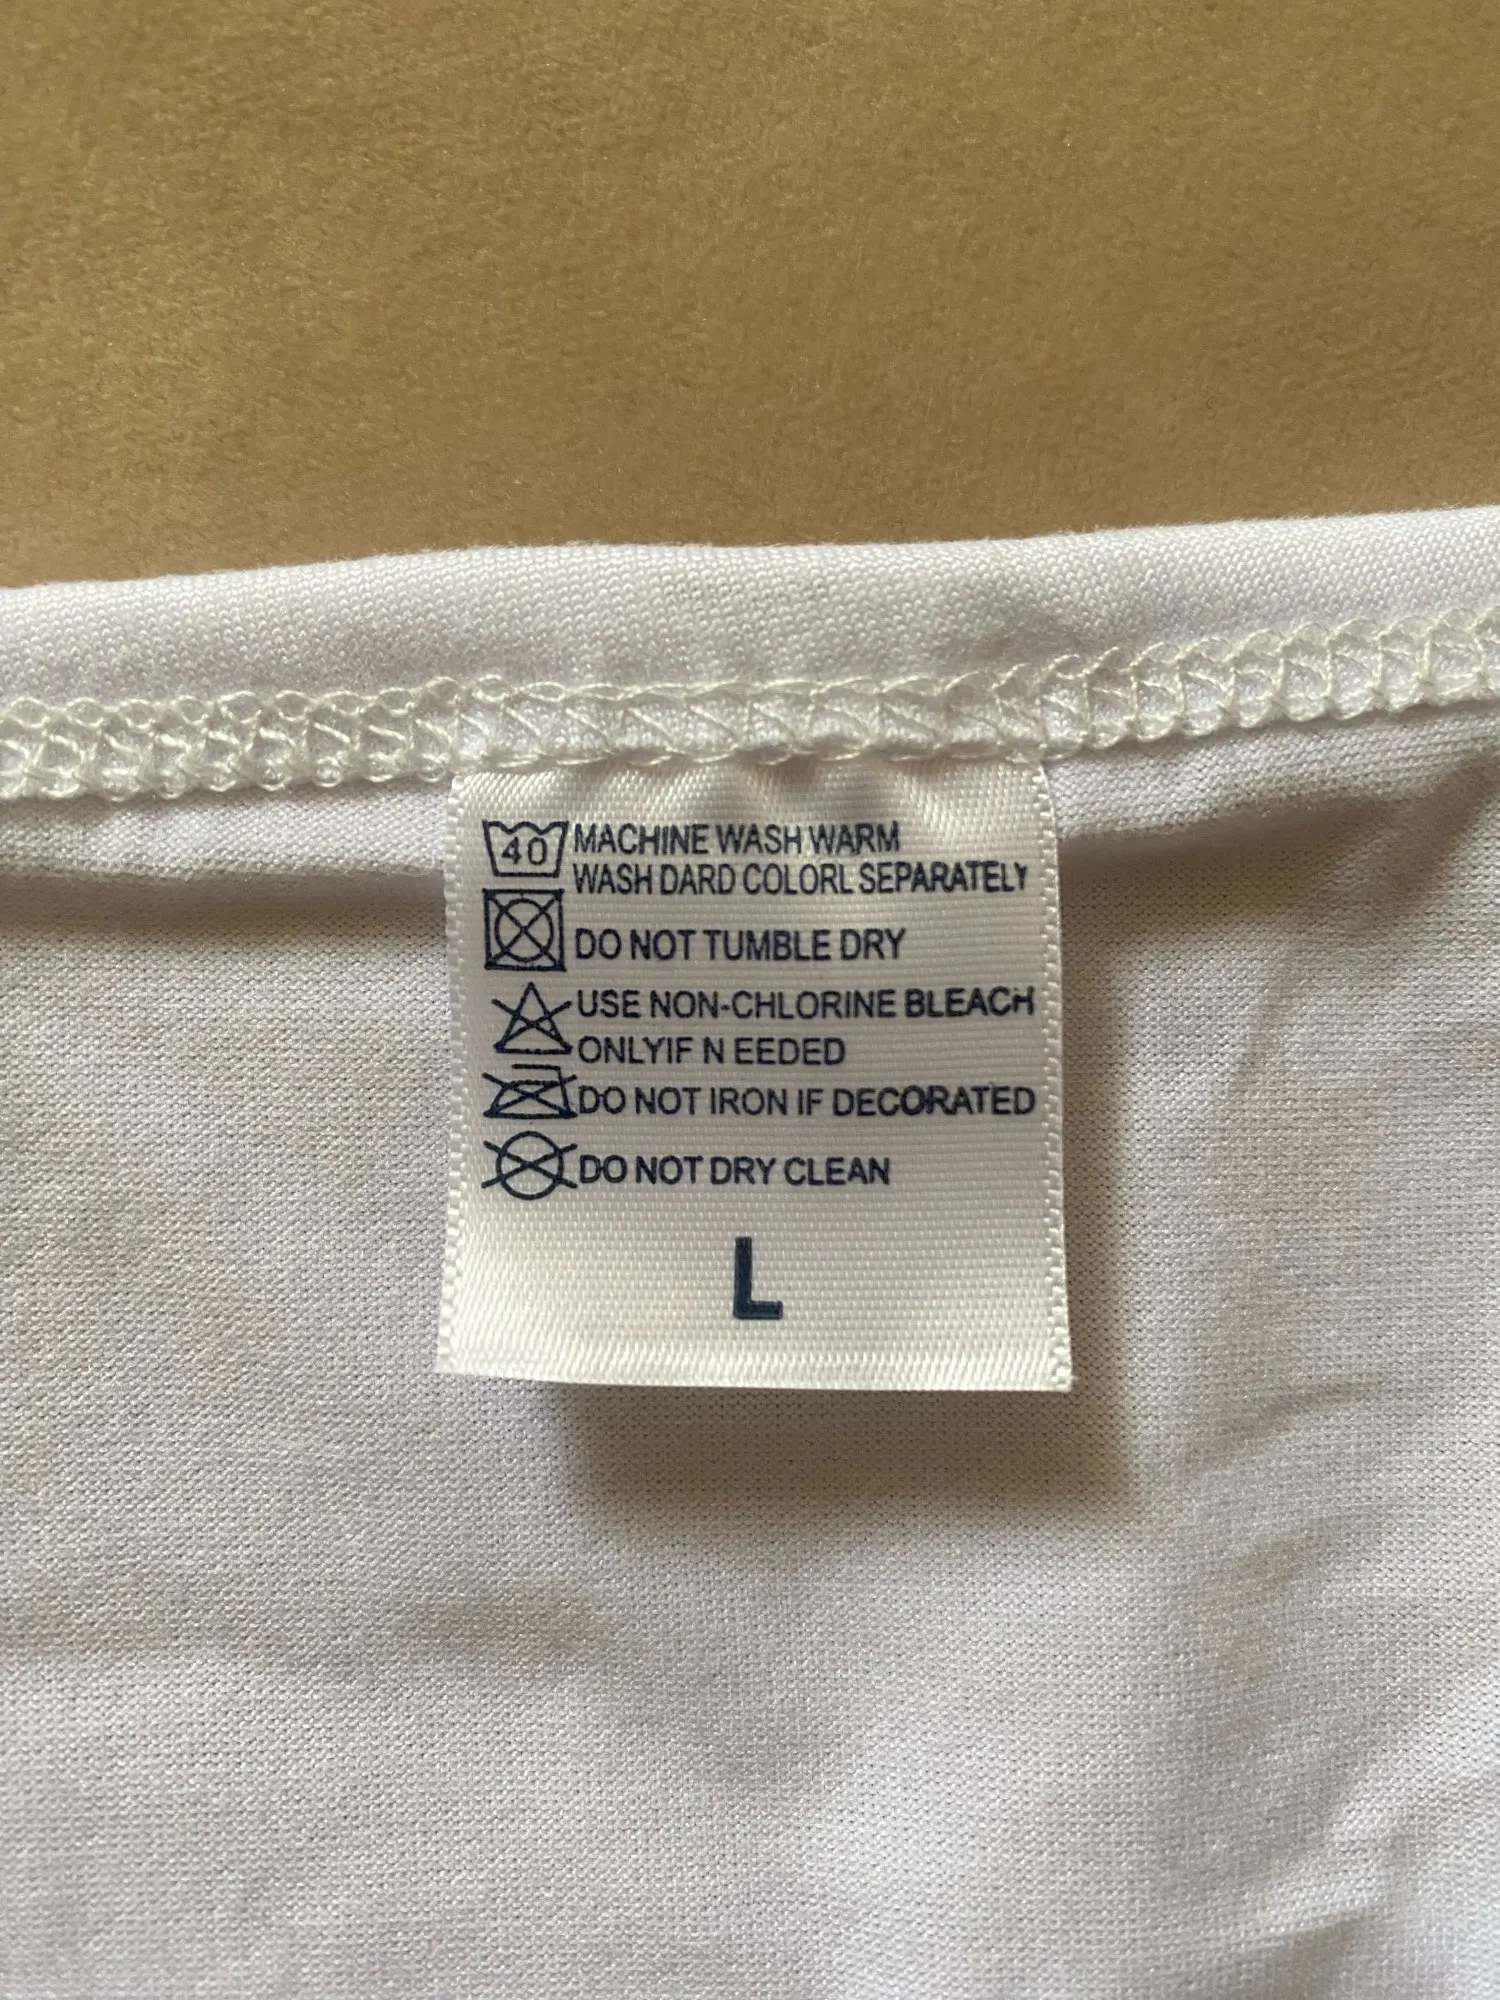 40 MACHINE WASH WARM
WASH DARD COLORL SEPARATELY
DO NOT TUMBLE DRY
USE NON-CHLORINE BLEACH
ONLYIF N EEDED
DO NOT IRON IF DECORATED
DO NOT DRY CLEAN
L